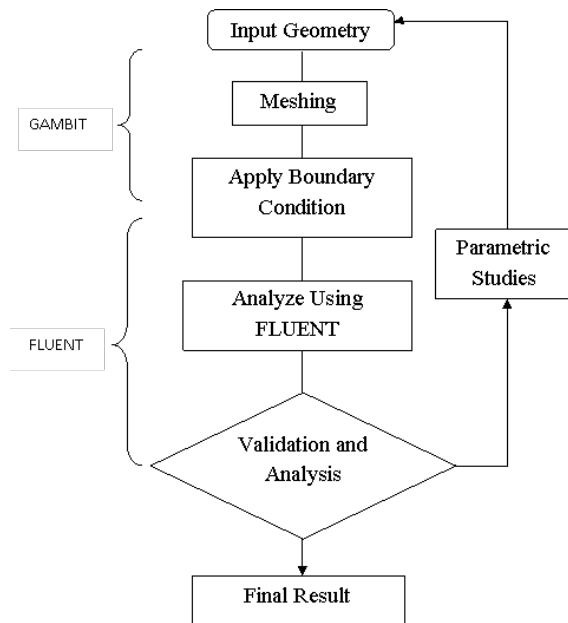 Input Geometry
Meshing
GAMBIT
Apply Boundary
Condition
Parametric
Studies
Analyze Using
FLUENT
FLUENT
Validation and
Analysis
Final Result